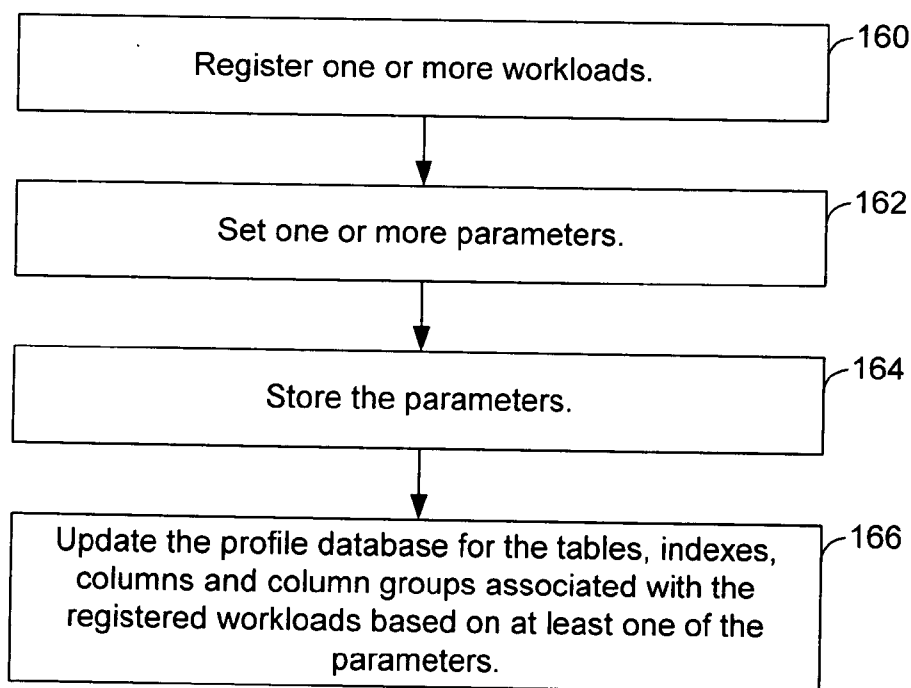 160
Register one or more workloads.
162
Set one or more parameters.
164
Store the parameters.
166
Update the profile database for the tables, indexes,
columns and column groups associated with the
registered workloads based on at least one of the
parameters.